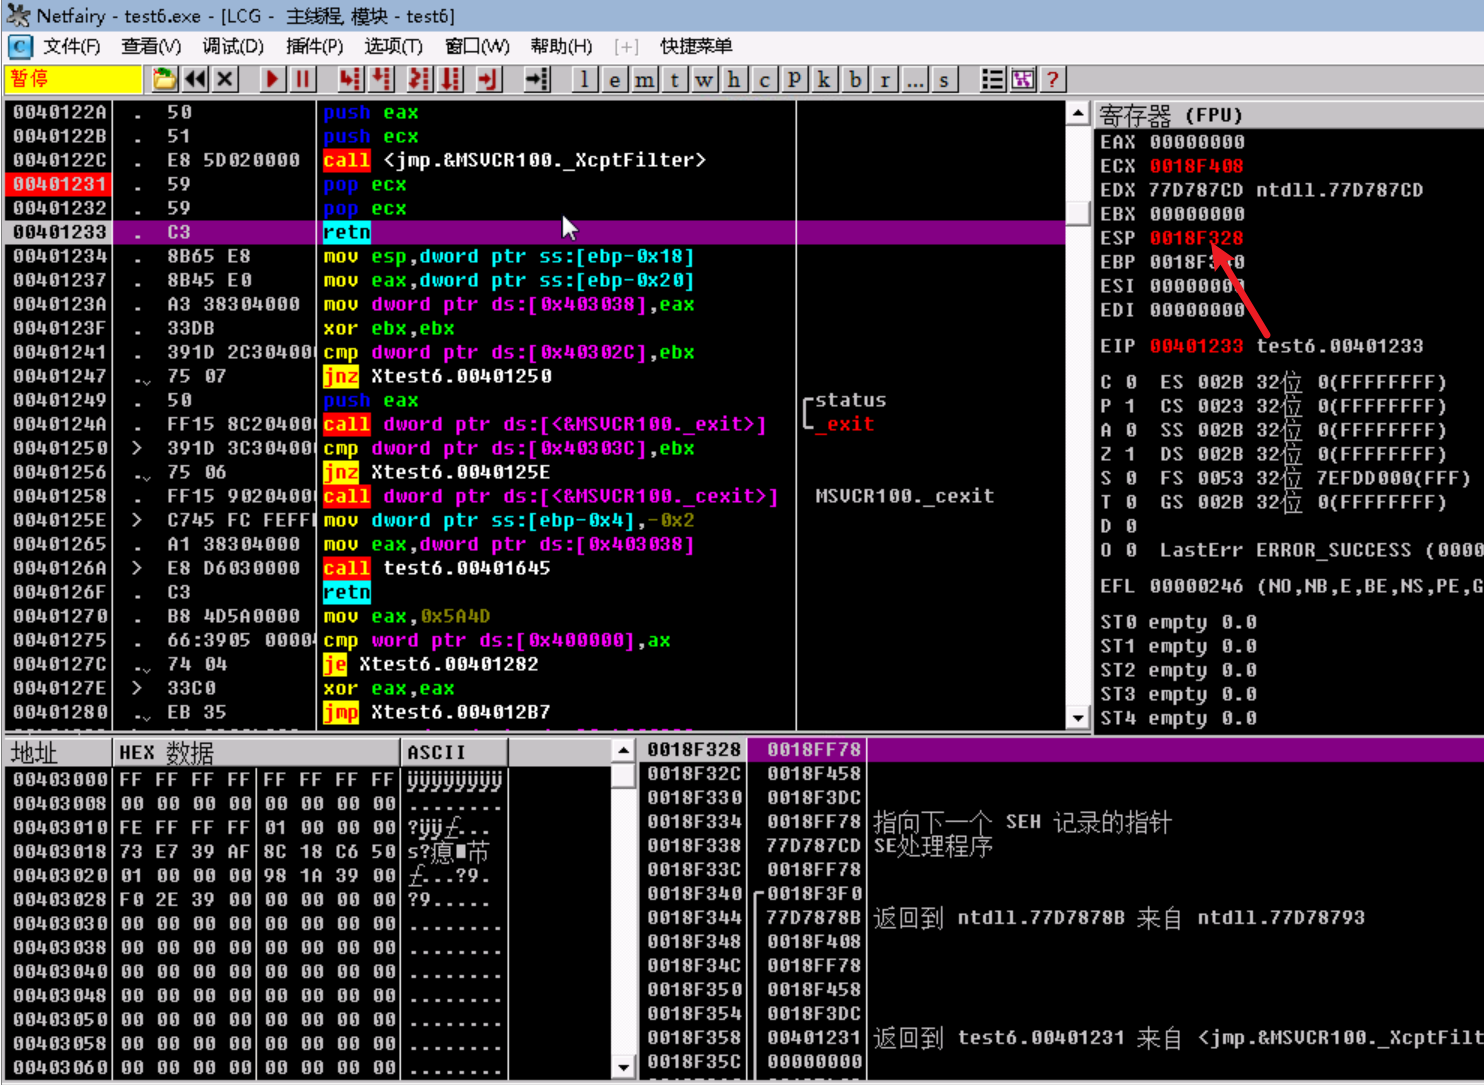 Netfairy - test6.exe - [LCG - 主线程, 模块 - test6]
文件(F) 查看(V) 调试(D) 插件(P) 选项(T) 窗口(W) 帮助(H) [+] 快捷菜单
暂停 l e m t w h c p k b r ... s ?
0040122A . 50 push eax
0040122B . 51 push ecx
0040122C . E8 5D020000 call <jmp.&MSVCR100._XcptFilter>
00401231 . 59 pop ecx
00401232 . 59 pop ecx
00401233 . C3 retn
00401234 . 8B65 E8 mov esp,dword ptr ss:[ebp-0x18]
00401237 . 8B45 E0 mov eax,dword ptr ss:[ebp-0x20]
0040123A . A3 38304000 mov dword ptr ds:[0x403038],eax
0040123F . 33DB xor ebx,ebx
00401241 . 391D 2C30400 cmp dword ptr ds:[0x40302C],ebx
00401247 . 75 07 jnz Xtest6.00401250
00401249 . 50 push eax status
0040124A . FF15 8C20400 call dword ptr ds:[<&MSVCR100._exit>] _exit
00401250 > 391D 3C30400 cmp dword ptr ds:[0x40303C],ebx
00401256 . 75 06 jnz Xtest6.0040125E
00401258 . FF15 9020400 call dword ptr ds:[<&MSVCR100._cexit>] MSVCR100._cexit
0040125E > C745 FC FEFF mov dword ptr ss:[ebp-0x4],-0x2
00401265 . A1 38304000 mov eax,dword ptr ds:[0x403038]
0040126A > E8 D6030000 call test6.00401645
0040126F . C3 retn
00401270 . B8 4D5A0000 mov eax,0x5A4D
00401275 . 66:3905 0000 cmp word ptr ds:[0x400000],ax
0040127C . 74 04 je Xtest6.00401282
0040127E > 33C0 xor eax,eax
00401280 . EB 35 jmp Xtest6.004012B7
寄存器 (FPU)
EAX 00000000
ECX 0018F408
EDX 77D787CD ntdll.77D787CD
EBX 00000000
ESP 0018F328
EBP 0018F340
ESI 00000000
EDI 00000000
EIP 00401233 test6.00401233
C 0 ES 002B 32位 0(FFFFFFFF)
P 1 CS 0023 32位 0(FFFFFFFF)
A 0 SS 002B 32位 0(FFFFFFFF)
Z 1 DS 002B 32位 0(FFFFFFFF)
S 0 FS 0053 32位 7EFDD000(FFF)
T 0 GS 002B 32位 0(FFFFFFFF)
D 0
O 0 LastErr ERROR_SUCCESS (0000
EFL 00000246 (NO,NB,E,BE,NS,PE,G
ST0 empty 0.0
ST1 empty 0.0
ST2 empty 0.0
ST3 empty 0.0
ST4 empty 0.0
地址 HEX 数据 ASCII
00403000 FF FF FF FF FF FF FF FF ÿÿÿÿÿÿÿÿ
00403008 00 00 00 00 00 00 00 00 ........
00403010 FE FF FF FF 01 00 00 00 ?ÿÿ...
00403018 73 E7 39 AF 8C 18 C6 50 s?
00403020 01 00 00 00 98 1A 39 00 ...?9.
00403028 F0 2E 39 00 00 00 00 00 ?9.....
00403030 00 00 00 00 00 00 00 00 ........
00403038 00 00 00 00 00 00 00 00 ........
00403040 00 00 00 00 00 00 00 00 ........
00403048 00 00 00 00 00 00 00 00 ........
00403050 00 00 00 00 00 00 00 00 ........
00403058 00 00 00 00 00 00 00 00 ........
00403060 00 00 00 00 00 00 00 00 ........
0018F328 0018FF78
0018F32C 0018F458
0018F330 0018F3DC
0018F334 0018FF78 指向下一个 SEH 记录的指针
0018F338 77D787CD SE处理程序
0018F33C 0018FF78
0018F340 0018F3F0
0018F344 77D7878B 返回到 ntdll.77D7878B 来自 ntdll.77D78793
0018F348 0018F408
0018F34C 0018FF78
0018F350 0018F458
0018F354 0018F3DC
0018F358 00401231 返回到 test6.00401231 来自 <jmp.&MSVCR100._XcptFilt
0018F35C 00000000